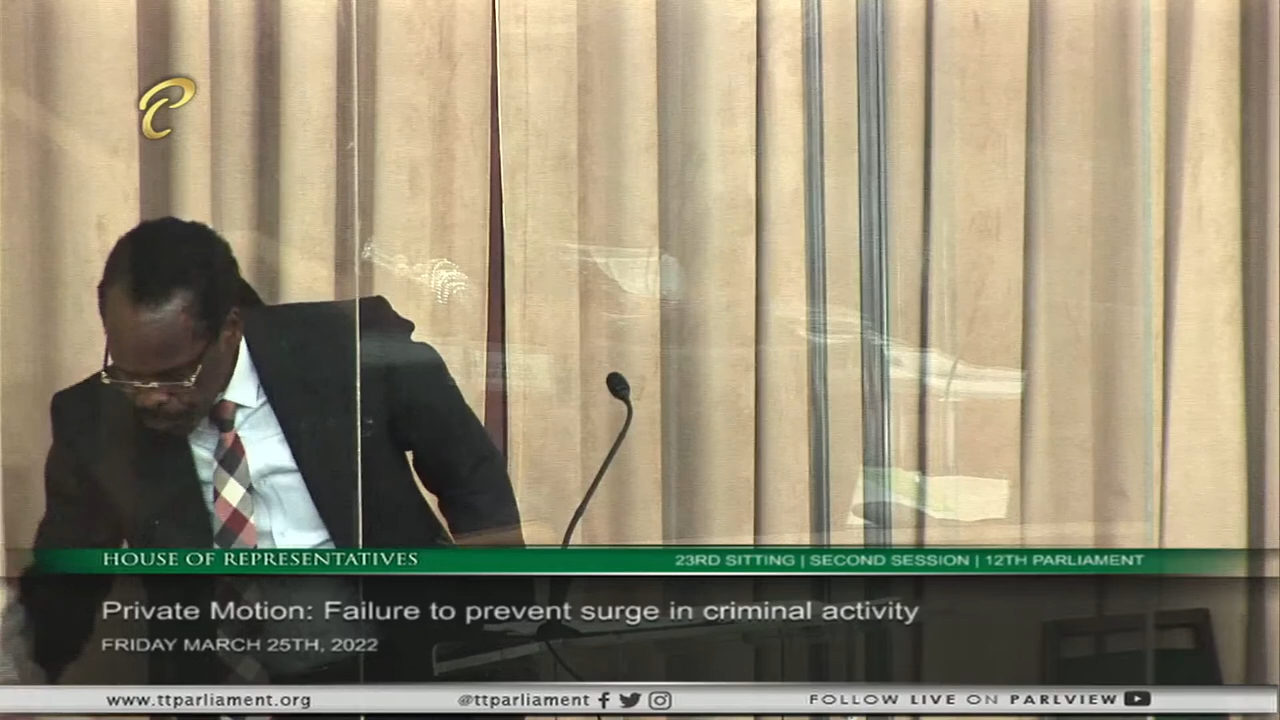 HOUSE OF REPRESENTATIVES
23RD SITTING | SECOND SESSION | 12TH PARLIAMENT
Private Motion: Failure to prevent surge in criminal activity
FRIDAY MARCH 25TH, 2022
www.ttparliament.org
@ttparliament
FOLLOW LIVE ON PARLVIEW